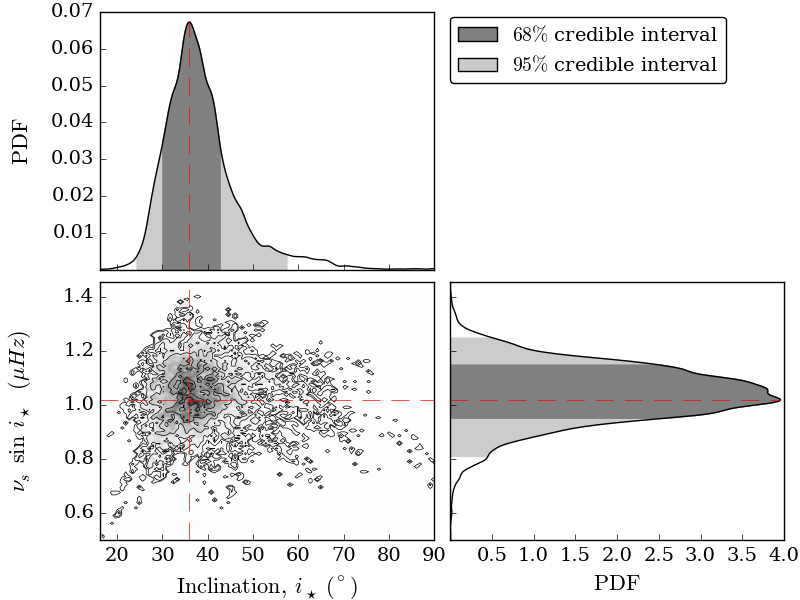 0.07
0.06
0.05
0.04
0.03
0.02
0.01
PDF
68% credible interval
95% credible interval
1.4
1.2
1.0
0.8
0.6
ν_s sin i_⋆ (μHz)
20 30 40 50 60 70 80 90
Inclination, i_⋆ (°)
0.5 1.0 1.5 2.0 2.5 3.0 3.5 4.0
PDF